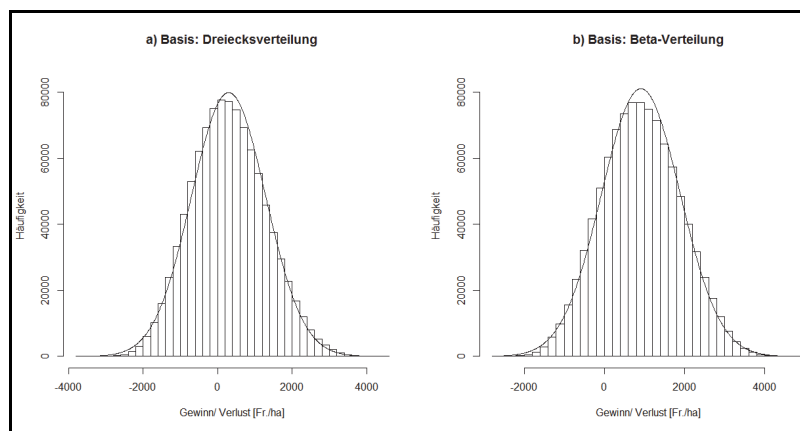 a) Basis: Dreiecksverteilung
Häufigkeit
80000
60000
40000
20000
0
-4000 -2000 0 2000 4000
Gewinn/ Verlust [Fr./ha]
b) Basis: Beta-Verteilung
Häufigkeit
80000
60000
40000
20000
0
-2000 0 2000 4000
Gewinn/ Verlust [Fr./ha]